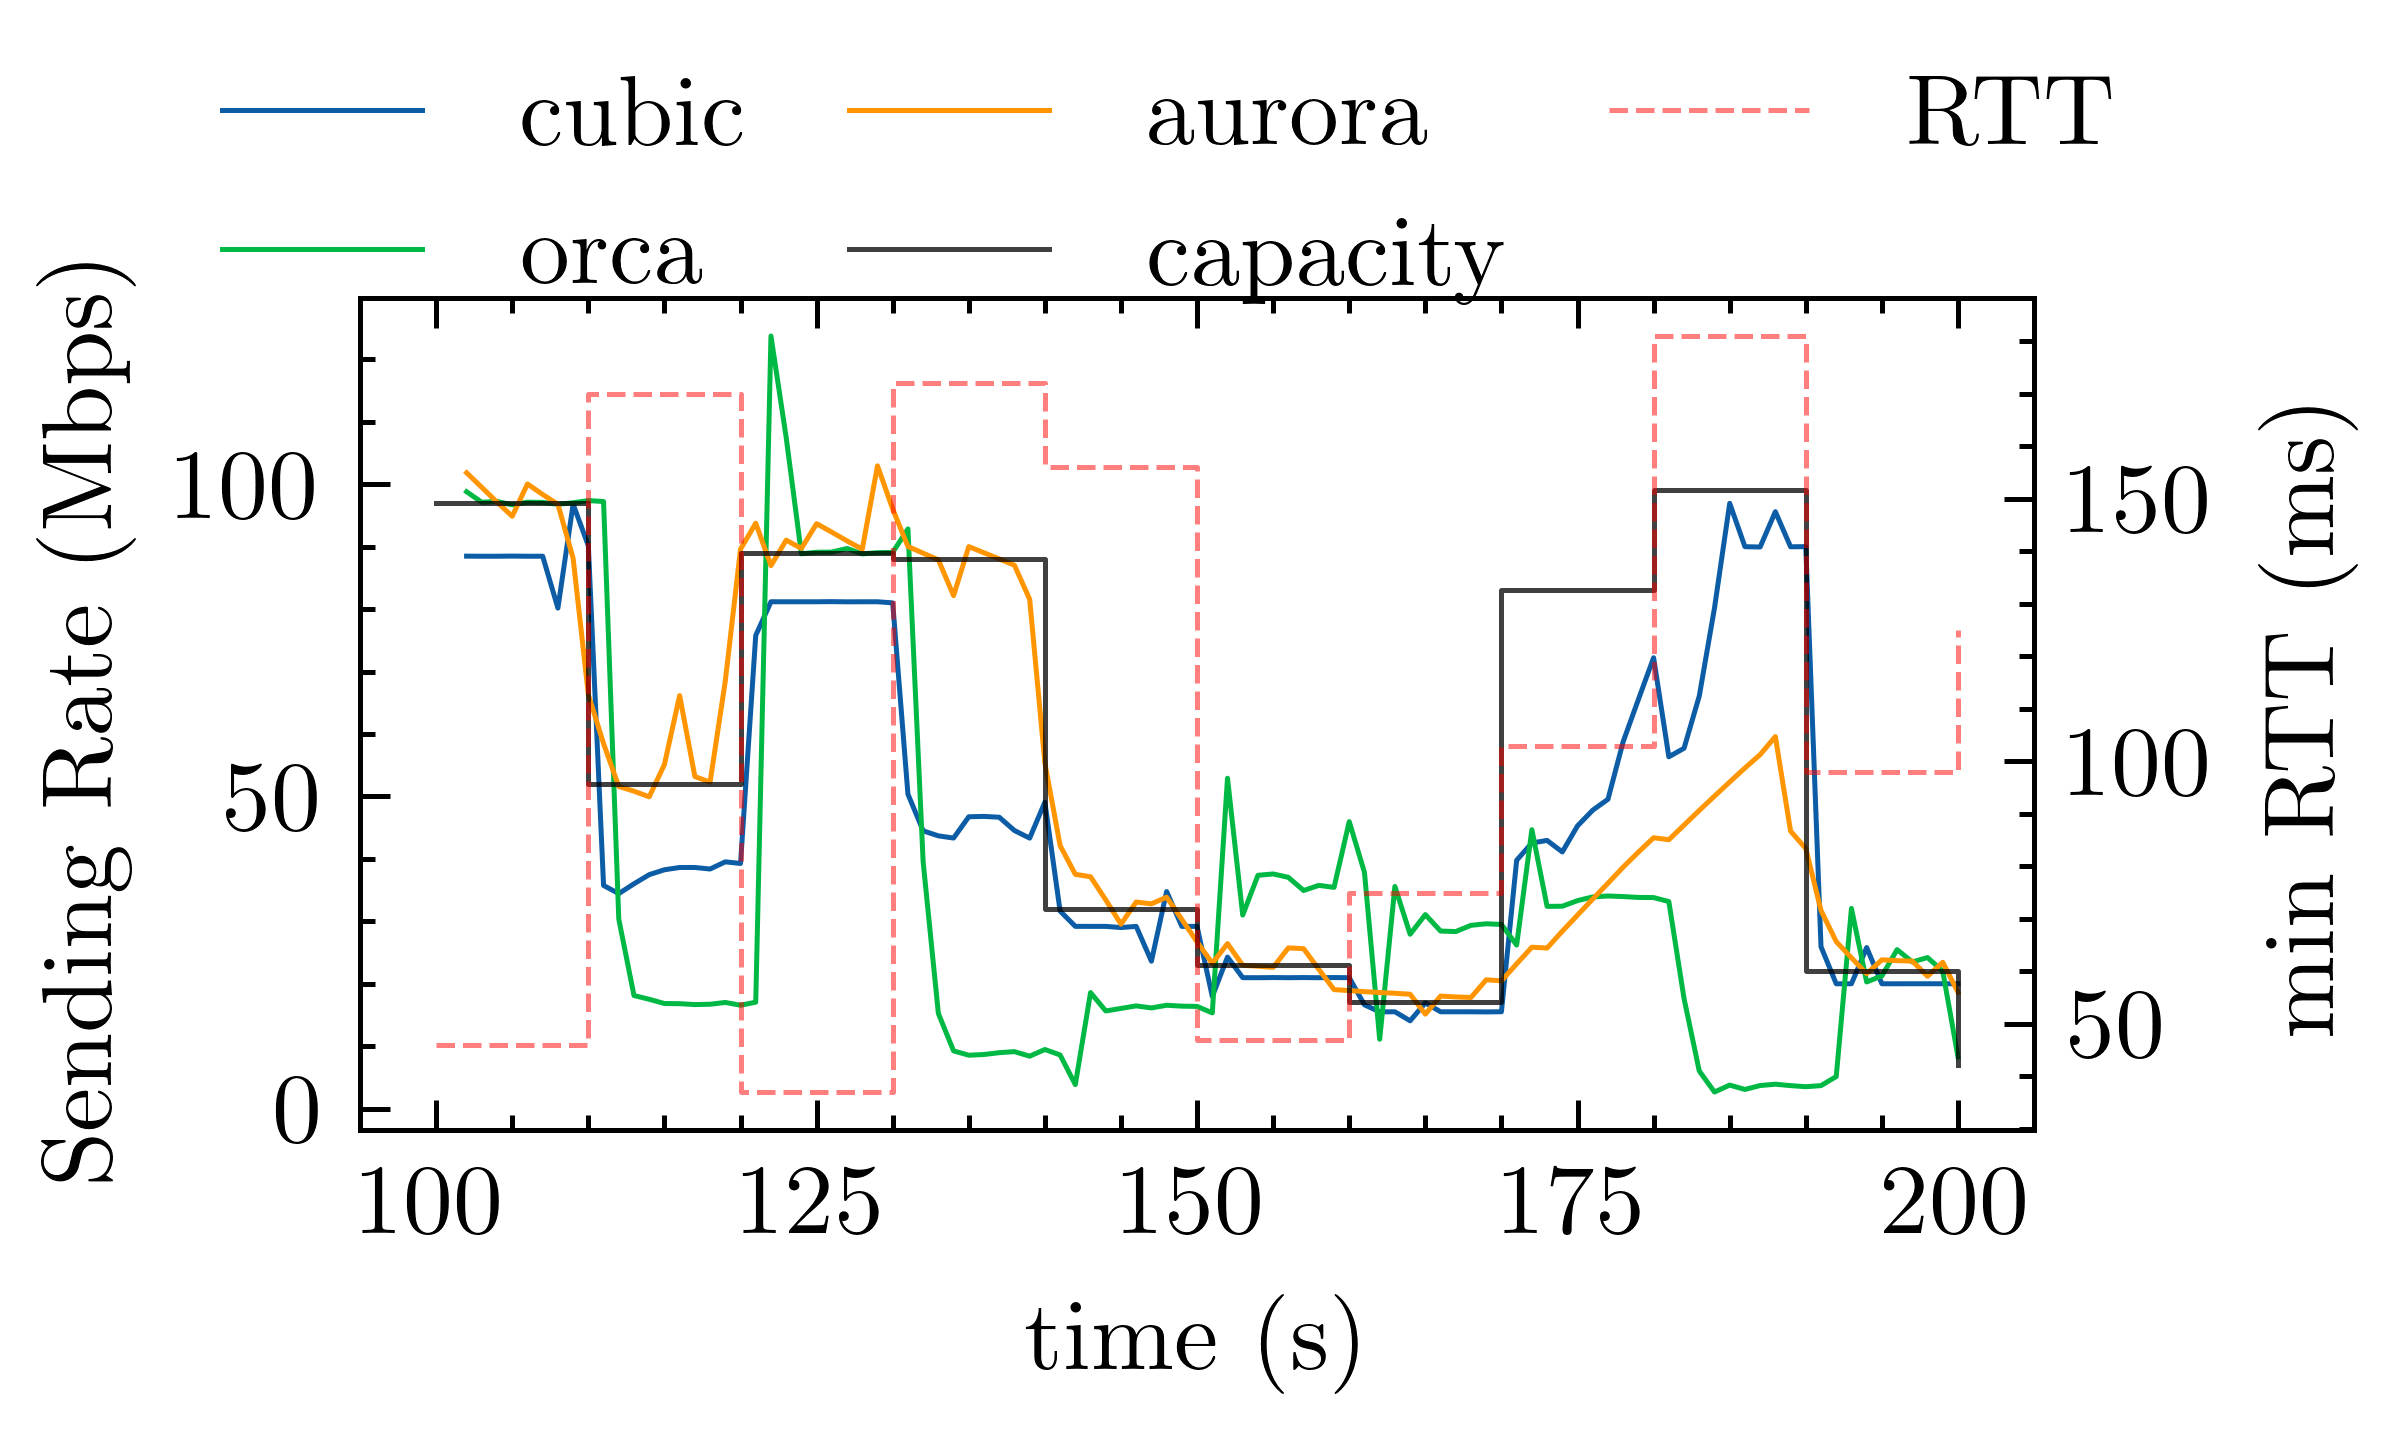 cubic
aurora
RTT
orca
capacity
Sending Rate (Mbps)
100
50
0
150
100
50
min RTT (ms)
100
125
150
175
200
time (s)